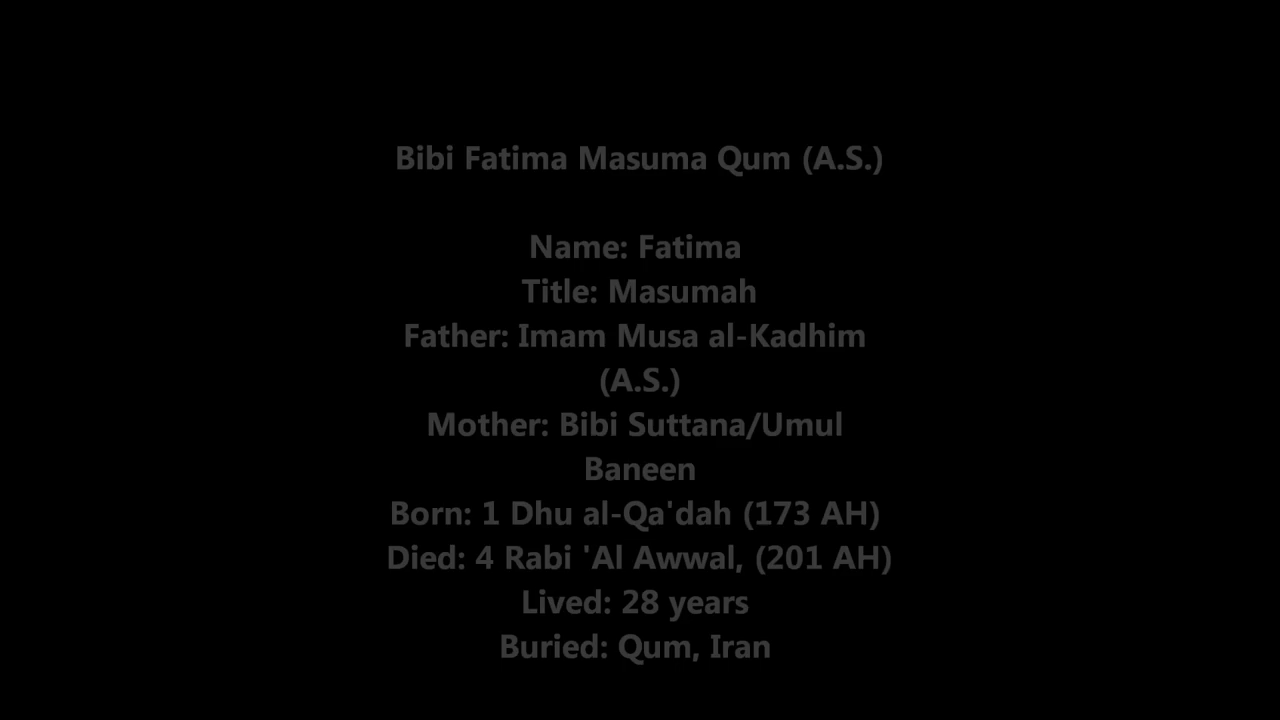 Bibi Fatima Masuma Qum (A.S.)
Name: Fatima
Title: Masumah
Father: Imam Musa al-Kadhim
(A.S.)
Mother: Bibi Suttana/Umul
Baneen
Born: 1 Dhu al-Qa'dah (173 AH)
Died: 4 Rabi 'Al Awwal, (201 AH)
Lived: 28 years
Buried: Qum, Iran